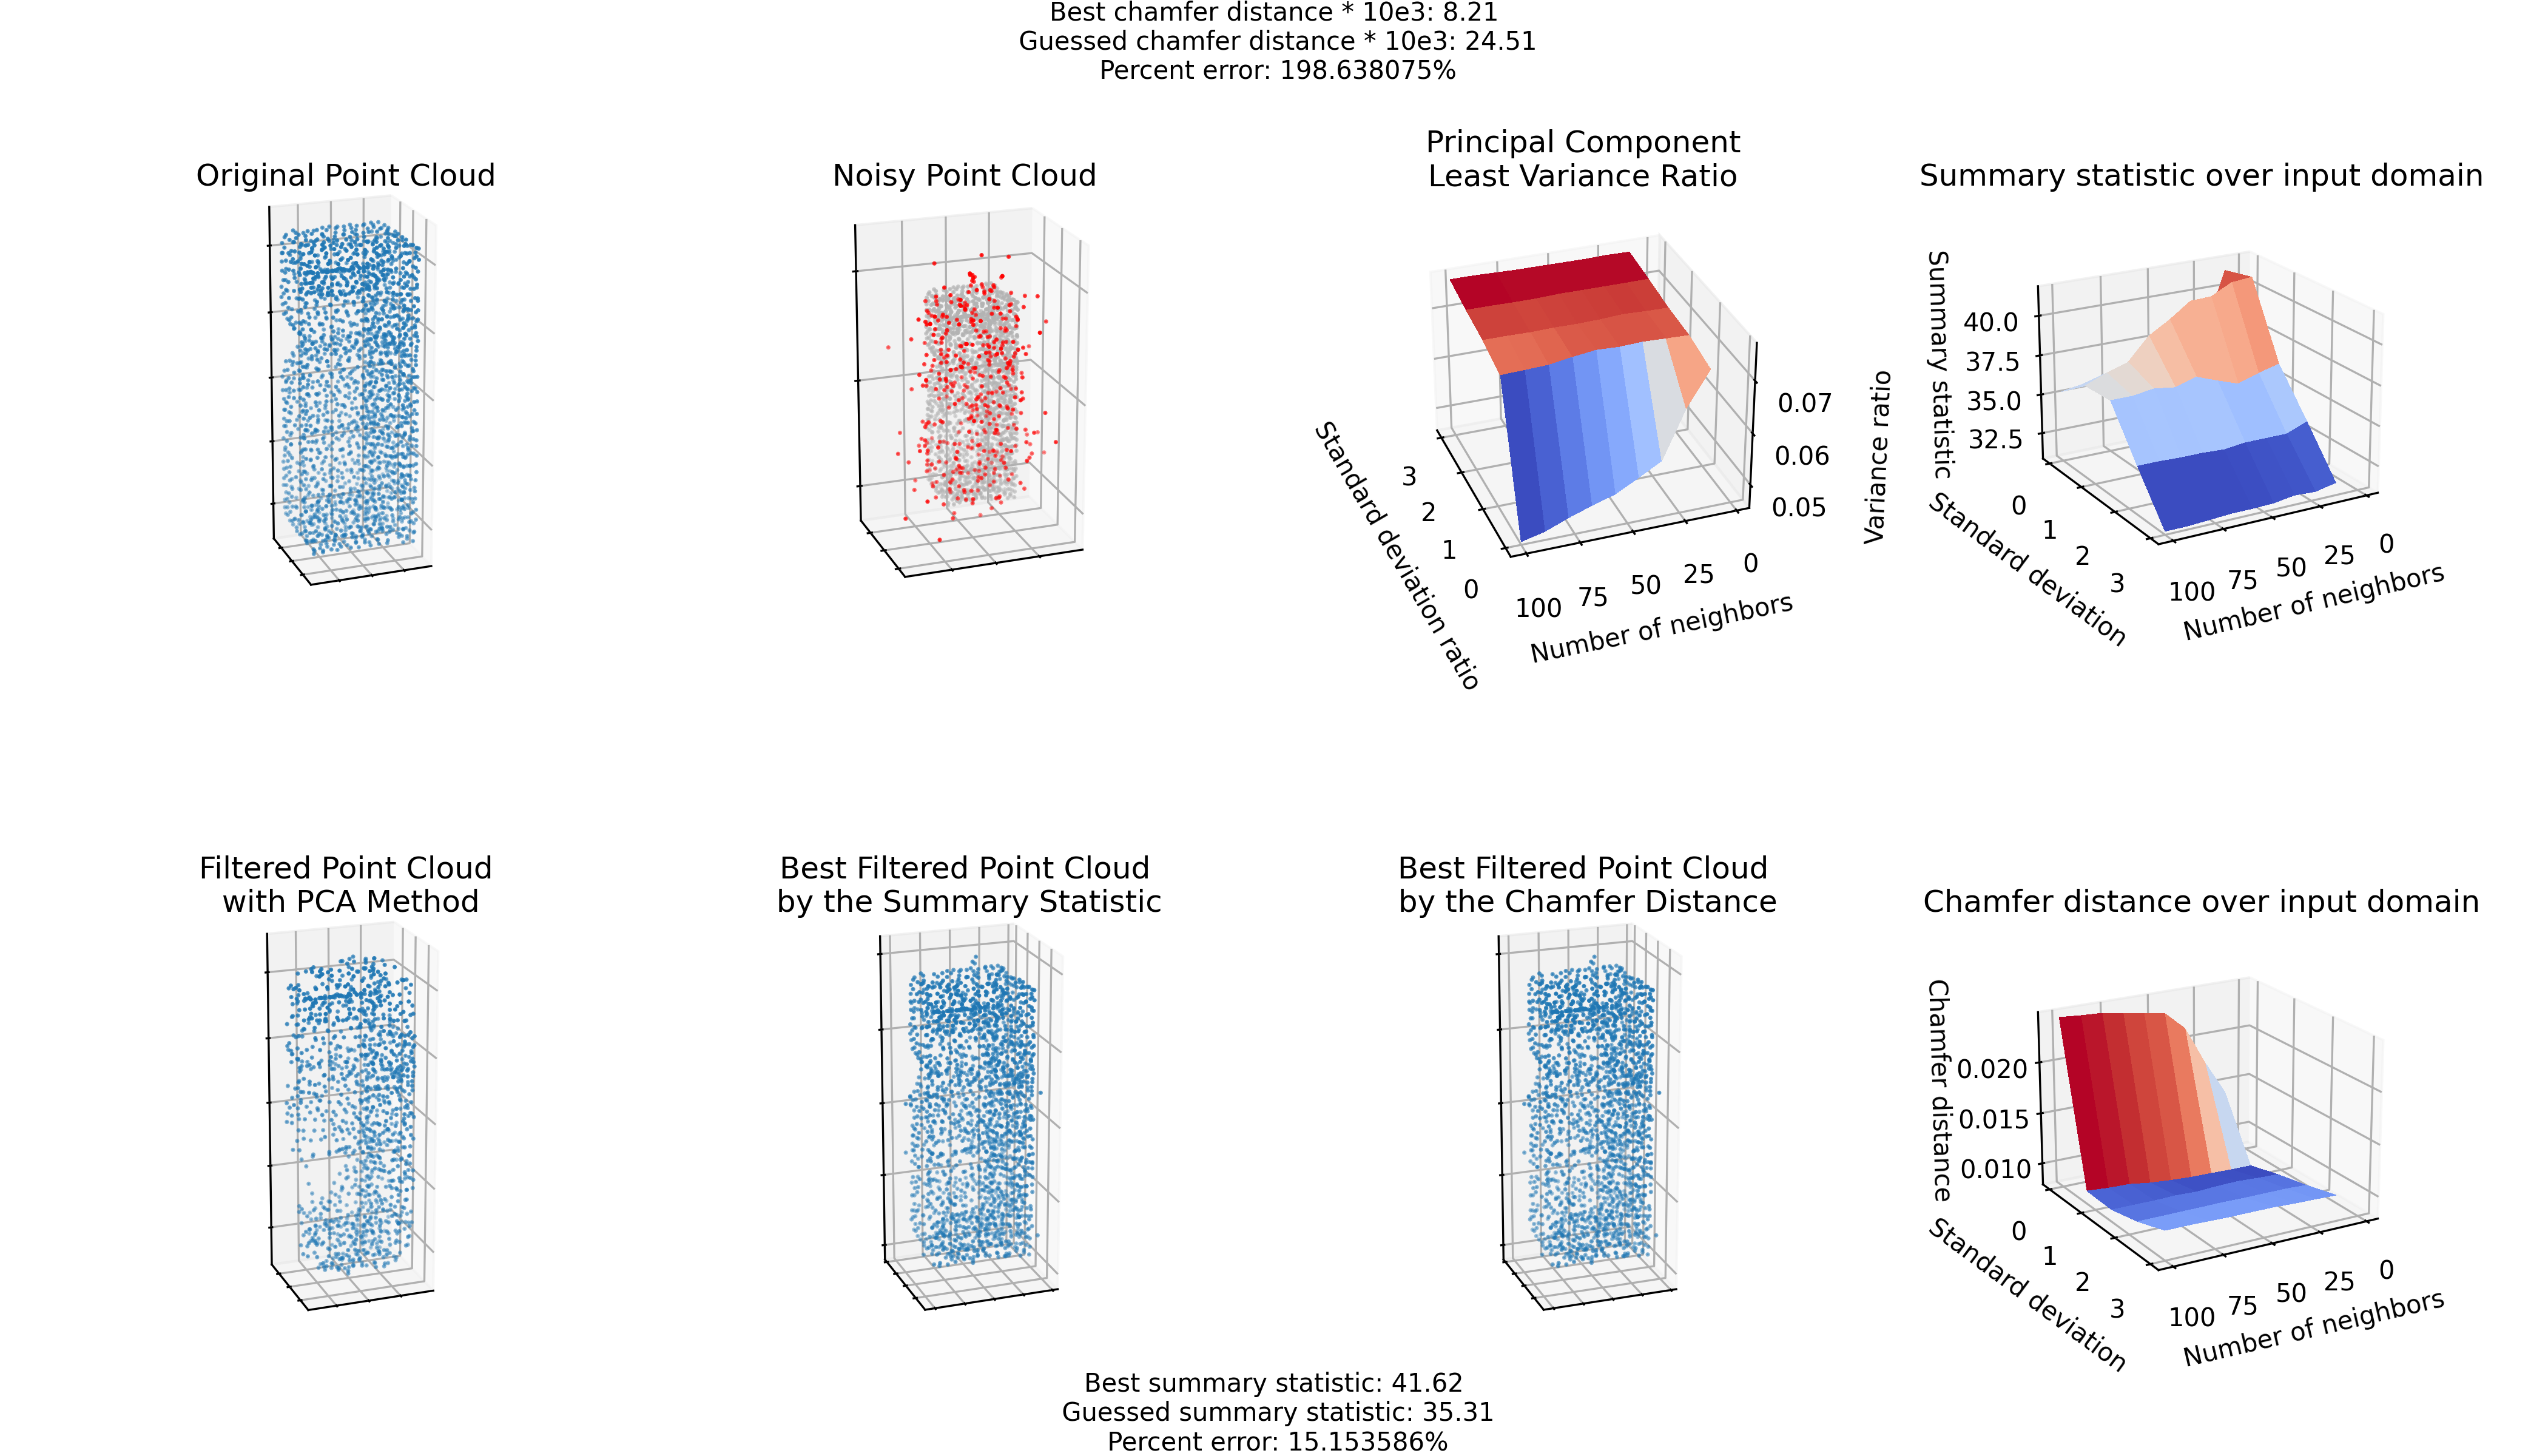 Best chamfer distance * 10e3: 8.21
Guessed chamfer distance * 10e3: 24.51
Percent error: 198.638075%
Original Point Cloud
Noisy Point Cloud
Principal Component
Least Variance Ratio
Standard deviation ratio
3
2
1
0
100
75
50
25
0
Number of neighbors
0.07
0.06
0.05
Variance ratio
Summary statistic over input domain
Summary statistic
40.0
37.5
35.0
32.5
Standard deviation
0
1
2
3
100
75
50
25
0
Number of neighbors
Filtered Point Cloud
with PCA Method
Best Filtered Point Cloud
by the Summary Statistic
Best Filtered Point Cloud
by the Chamfer Distance
Chamfer distance over input domain
Chamfer distance
0.020
0.015
0.010
Standard deviation
0
1
2
3
100
75
50
25
0
Number of neighbors
Best summary statistic: 41.62
Guessed summary statistic: 35.31
Percent error: 15.153586%